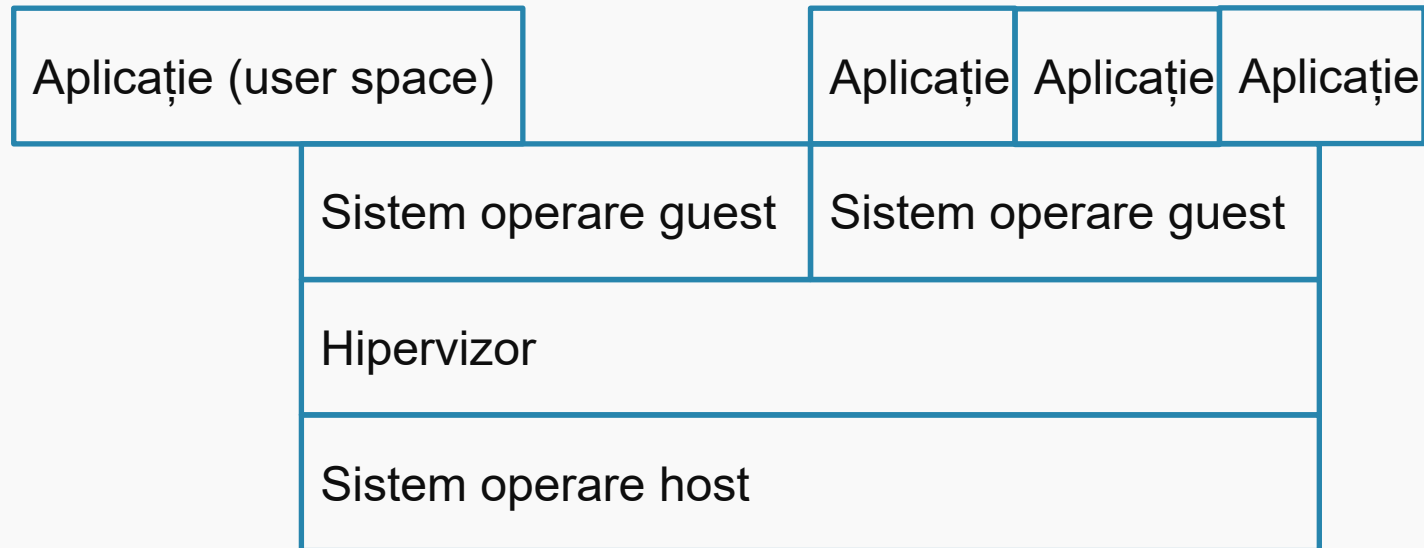 Aplicație (user space)
Aplicație
Aplicație
Aplicație
Sistem operare guest
Sistem operare guest
Hipervizor
Sistem operare host